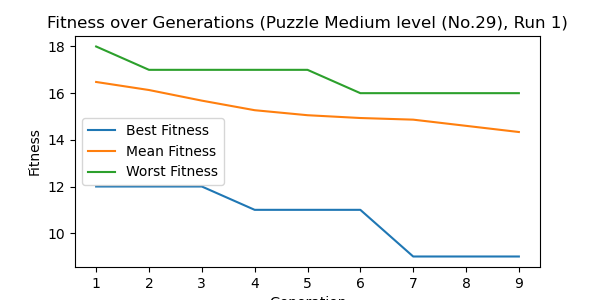 Fitness over Generations (Puzzle Medium level (No.29), Run 1)
18
16
14
12
10
Fitness
Best Fitness
Mean Fitness
Worst Fitness
1 2 3 4 5 6 7 8 9
Generation